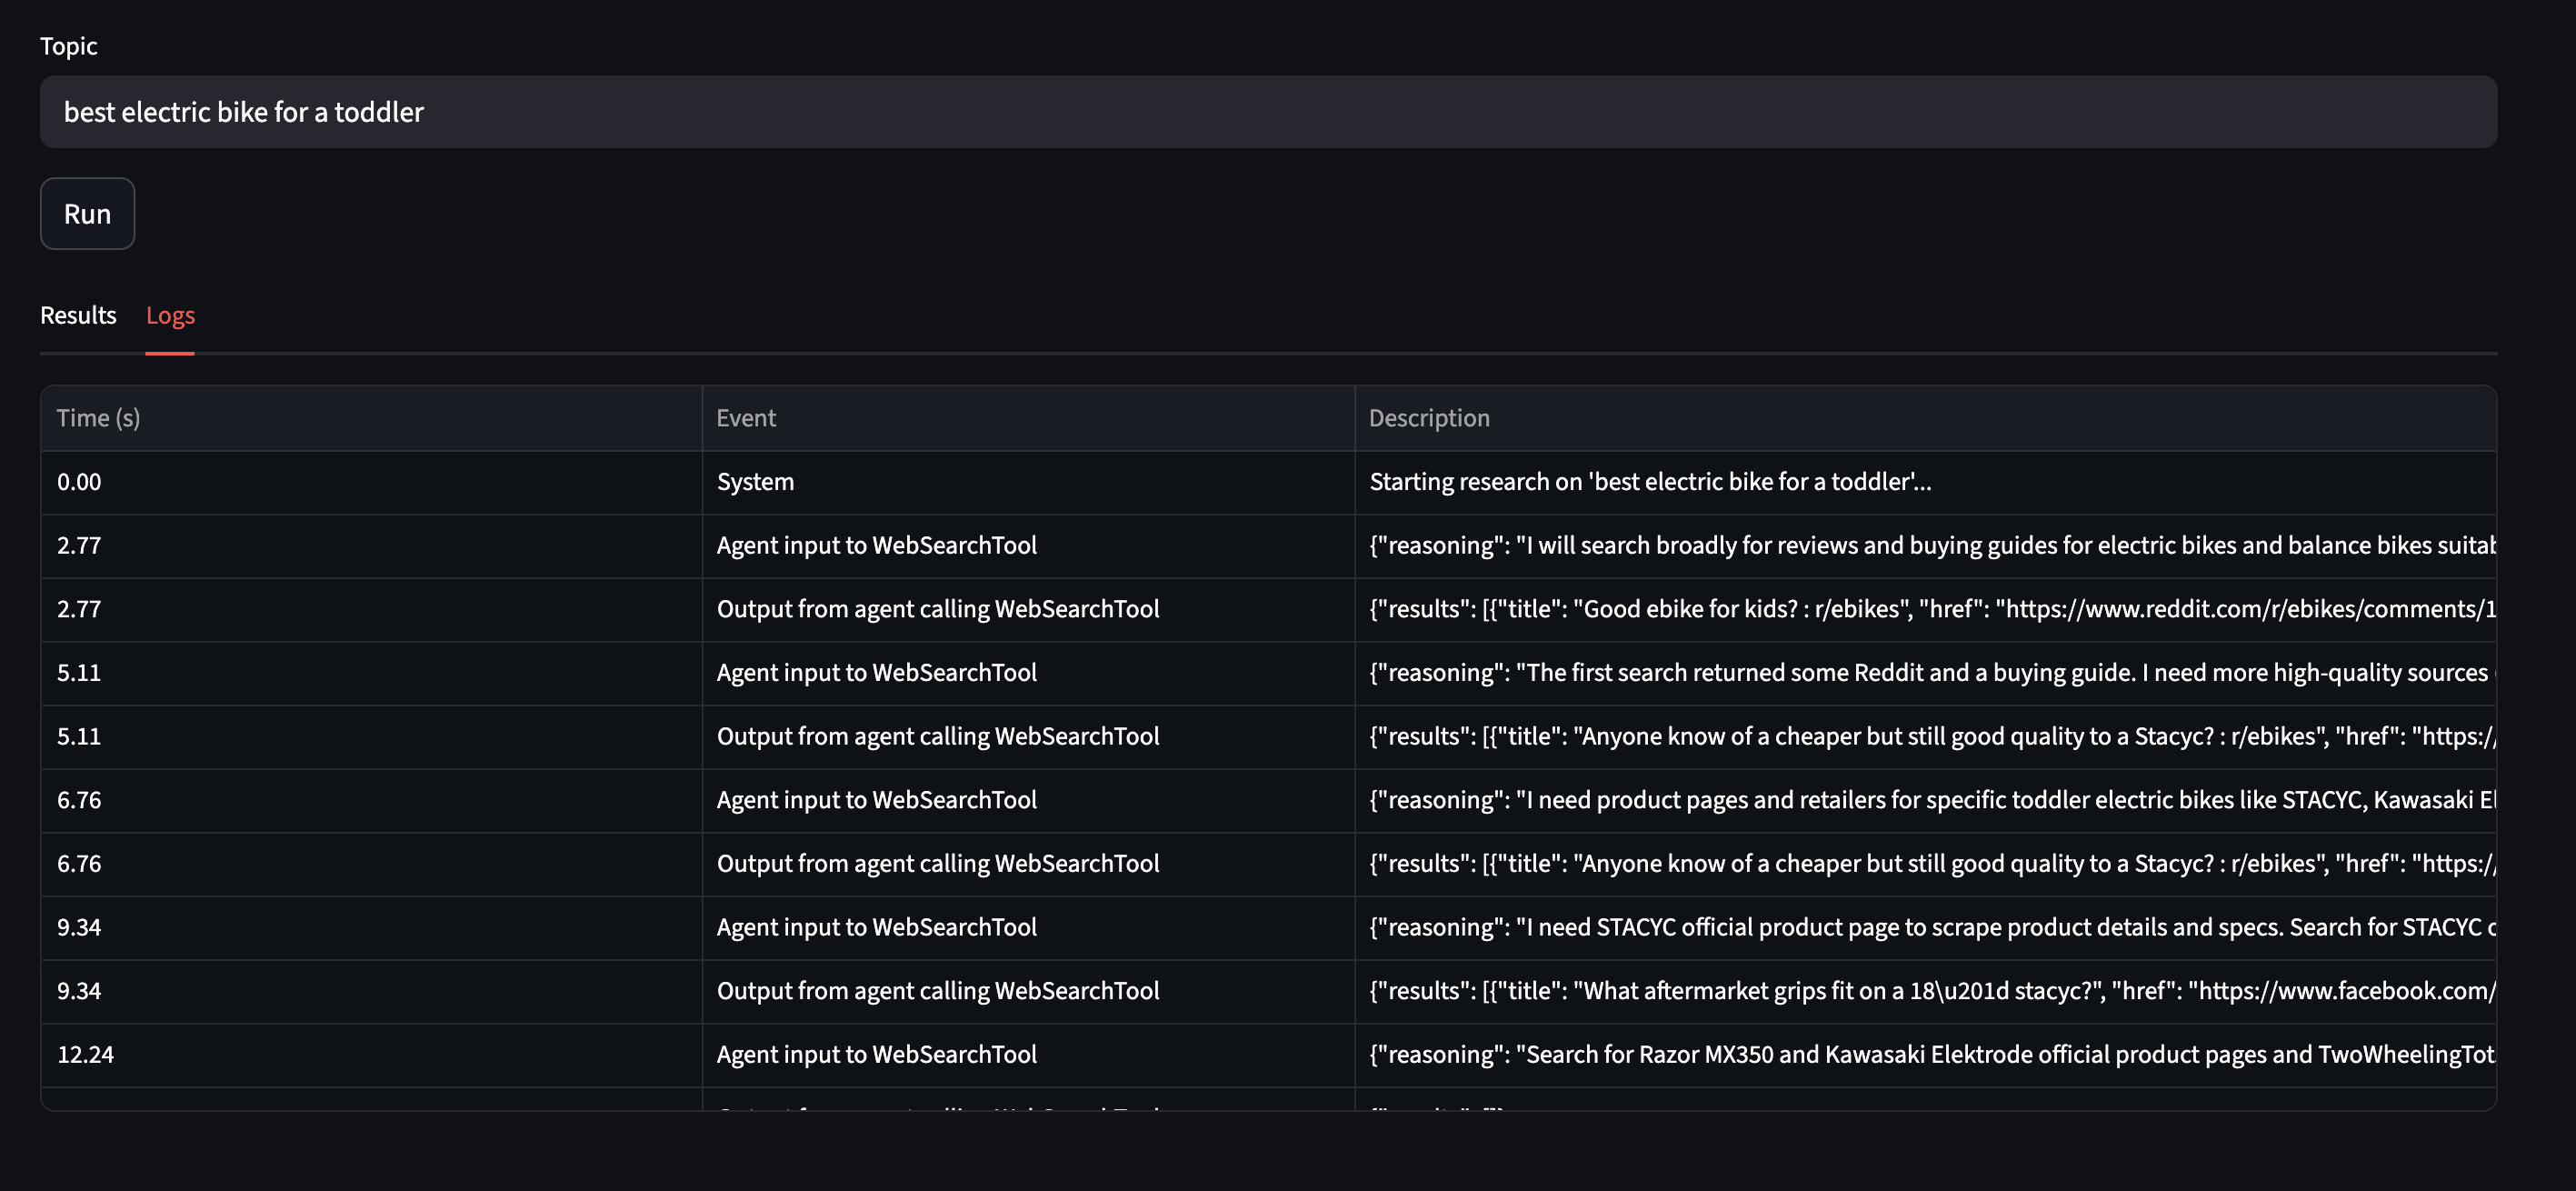 Topic
best electric bike for a toddler
Run
Results Logs
Time (s) Event Description
0.00 System Starting research on 'best electric bike for a toddler'...
2.77 Agent input to WebSearchTool {"reasoning": "I will search broadly for reviews and buying guides for electric bikes and balance bikes
2.77 Output from agent calling WebSearchTool {"results": [{"title": "Good ebike for kids? : r/ebikes", "href": "https://www.reddit.com/r/ebikes/comments/1
5.11 Agent input to WebSearchTool {"reasoning": "The first search returned some Reddit and a buying guide. I need more high-quality sources
5.11 Output from agent calling WebSearchTool {"results": [{"title": "Anyone know of a cheaper but still good quality to a Stacyc? : r/ebikes", "href": "https:/
6.76 Agent input to WebSearchTool {"reasoning": "I need product pages and retailers for specific toddler electric bikes like STACYC, Kawasaki
6.76 Output from agent calling WebSearchTool {"results": [{"title": "Anyone know of a cheaper but still good quality to a Stacyc? : r/ebikes", "href": "https:/
9.34 Agent input to WebSearchTool {"reasoning": "I need STACYC official product page to scrape product details and specs. Search for STACYC
9.34 Output from agent calling WebSearchTool {"results": [{"title": "What aftermarket grips fit on a 18\u201d stacyc?", "href": "https://www.facebook.com/
12.24 Agent input to WebSearchTool {"reasoning": "Search for Razor MX350 and Kawasaki Elektrode official product pages and